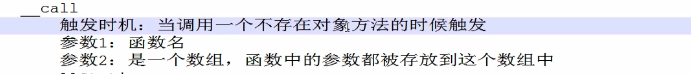 __call
触发时机：当调用一个不存在对象方法的时候触发
参数1：函数名
参数2：是一个数组，函数中的参数都被存放到这个数组中